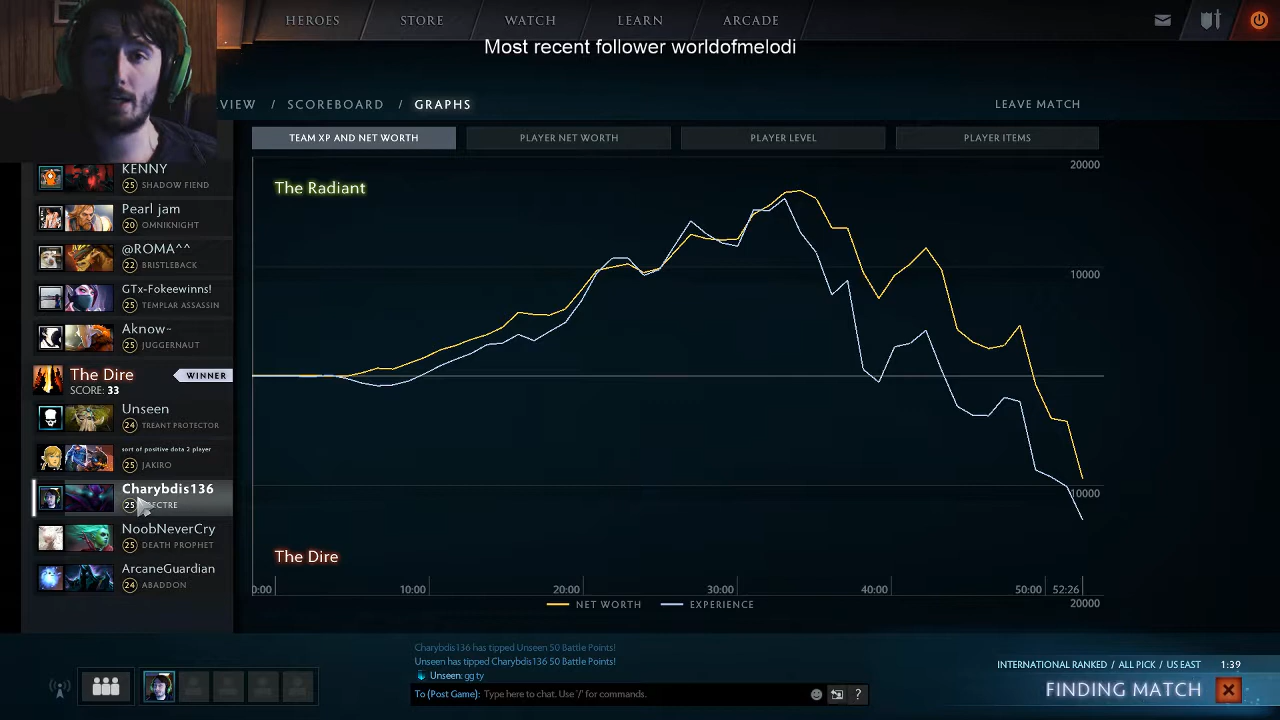 HEROES
STORE
WATCH
LEARN
ARCADE
Most recent follower worldofmelodi
SCOREBOARD / GRAPHS
LEAVE MATCH
TEAM XP AND NET WORTH
PLAYER NET WORTH
PLAYER LEVEL
PLAYER ITEMS
KENNY
25 SHADOW FIEND
Pearl jam
20 OMNIKNIGHT
@ROMA^^
22 BRISTLEBACK
GTx-Fokeewinns!
25 TEMPLAR ASSASSIN
Aknow~
25 JUGGERNAUT
The Dire
WINNER
SCORE: 33
Unseen
24 TREANT PROTECTOR
sort of positive dota 2 player
25 JAKIRO
Charybdis136
25
NoobNeverCry
25 DEATH PROPHET
ArcaneGuardian
24 ABADDON
The Radiant
20000
10000
10000
The Dire
0:00 10:00 20:00 30:00 40:00 50:00 52:26
20000
NET WORTH
EXPERIENCE
Charybdis136 has tipped Unseen 50 Battle Points!
Unseen has tipped Charybdis136 50 Battle Points!
Unseen: gg ty
To (Post Game): Type here to chat. Use '/' for commands.
?
INTERNATIONAL RANKED / ALL PICK / US EAST 1:39
FINDING MATCH